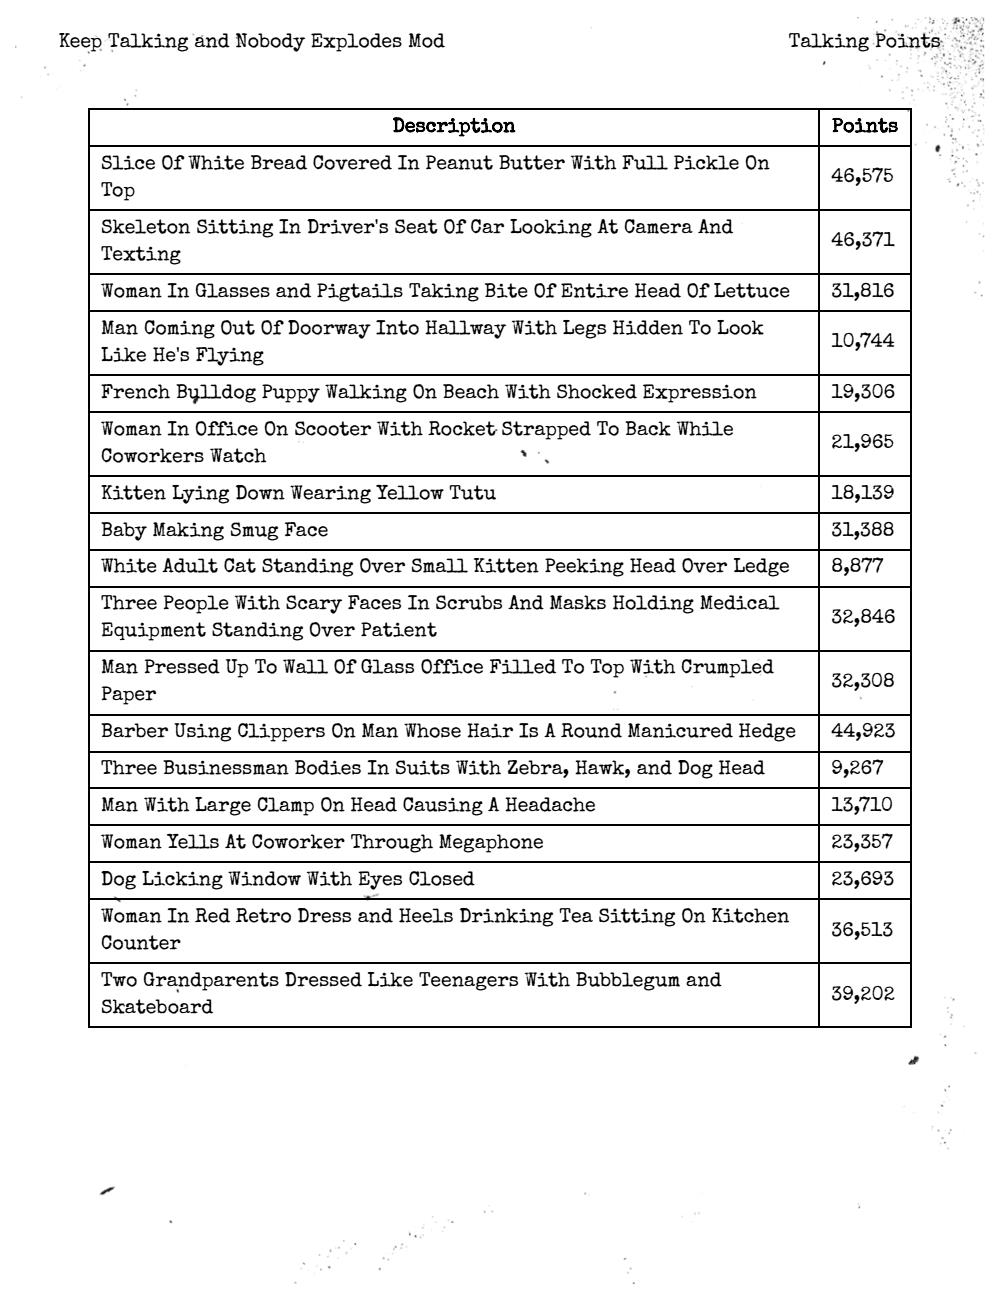 Keep Talking and Nobody Explodes Mod
Talking Points
Description
Points
Slice Of White Bread Covered In Peanut Butter With Full Pickle On
Top
46,575
Skeleton Sitting In Driver's Seat Of Car Looking At Camera And
Texting
46,371
Woman In Glasses and Pigtails Taking Bite Of Entire Head Of Lettuce
31,816
Man Coming Out Of Doorway Into Hallway With Legs Hidden To Look
Like He's Flying
10,744
French Bulldog Puppy Walking On Beach With Shocked Expression
19,306
Woman In Office On Scooter With Rocket Strapped To Back While
Coworkers Watch
21,965
Kitten Lying Down Wearing Yellow Tutu
18,139
Baby Making Smug Face
31,388
White Adult Cat Standing Over Small Kitten Peeking Head Over Ledge
8,877
Three People With Scary Faces In Scrubs And Masks Holding Medical
Equipment Standing Over Patient
32,846
Man Pressed Up To Wall Of Glass Office Filled To Top With Crumpled
Paper
32,308
Barber Using Clippers On Man Whose Hair Is A Round Manicured Hedge
44,923
Three Businessman Bodies In Suits With Zebra, Hawk, and Dog Head
9,267
Man With Large Clamp On Head Causing A Headache
13,710
Woman Yells At Coworker Through Megaphone
23,357
Dog Licking Window With Eyes Closed
23,693
Woman In Red Retro Dress and Heels Drinking Tea Sitting On Kitchen
Counter
36,513
Two Grandparents Dressed Like Teenagers With Bubblegum and
Skateboard
39,202